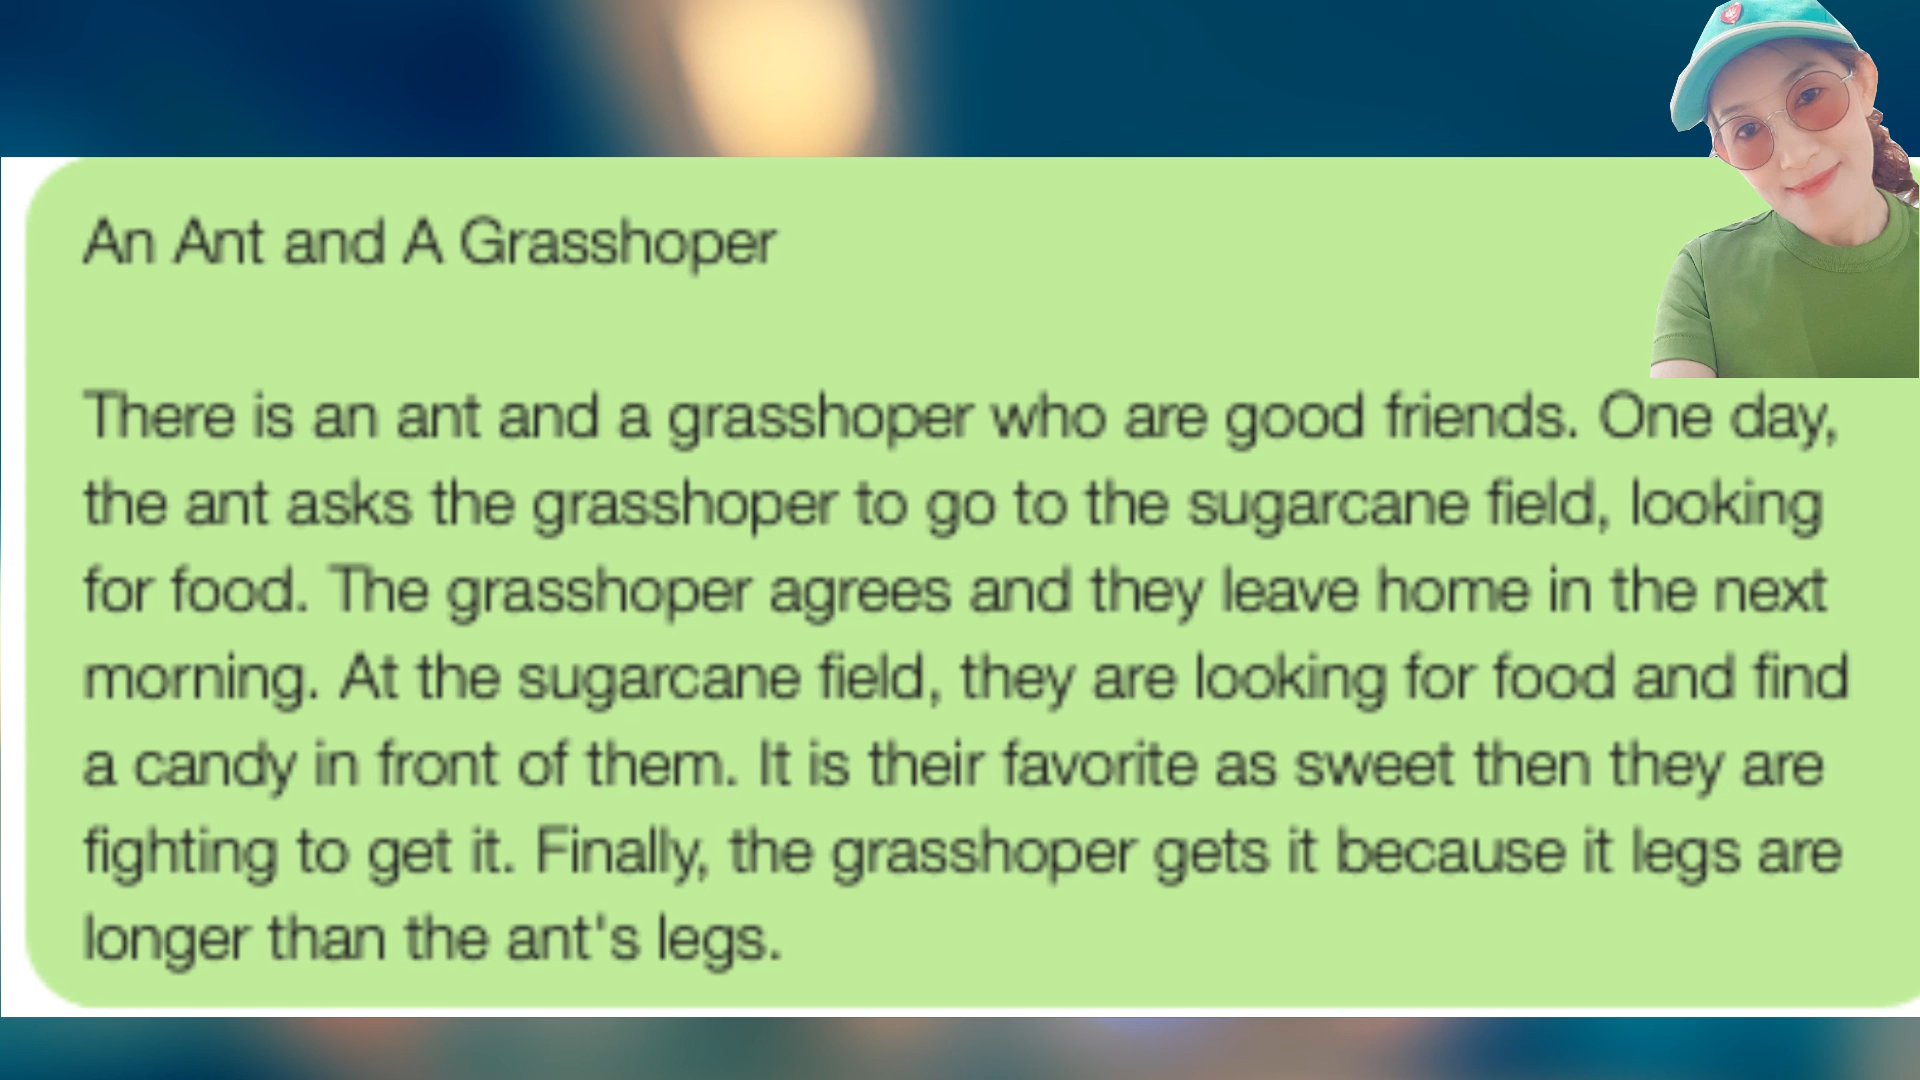 An Ant and A Grasshoper
There is an ant and a grasshoper who are good friends. One day,
the ant asks the grasshoper to go to the sugarcane field, looking
for food. The grasshoper agrees and they leave home in the next
morning. At the sugarcane field, they are looking for food and find
a candy in front of them. It is their favorite as sweet then they are
fighting to get it. Finally, the grasshoper gets it because it legs are
longer than the ant's legs.